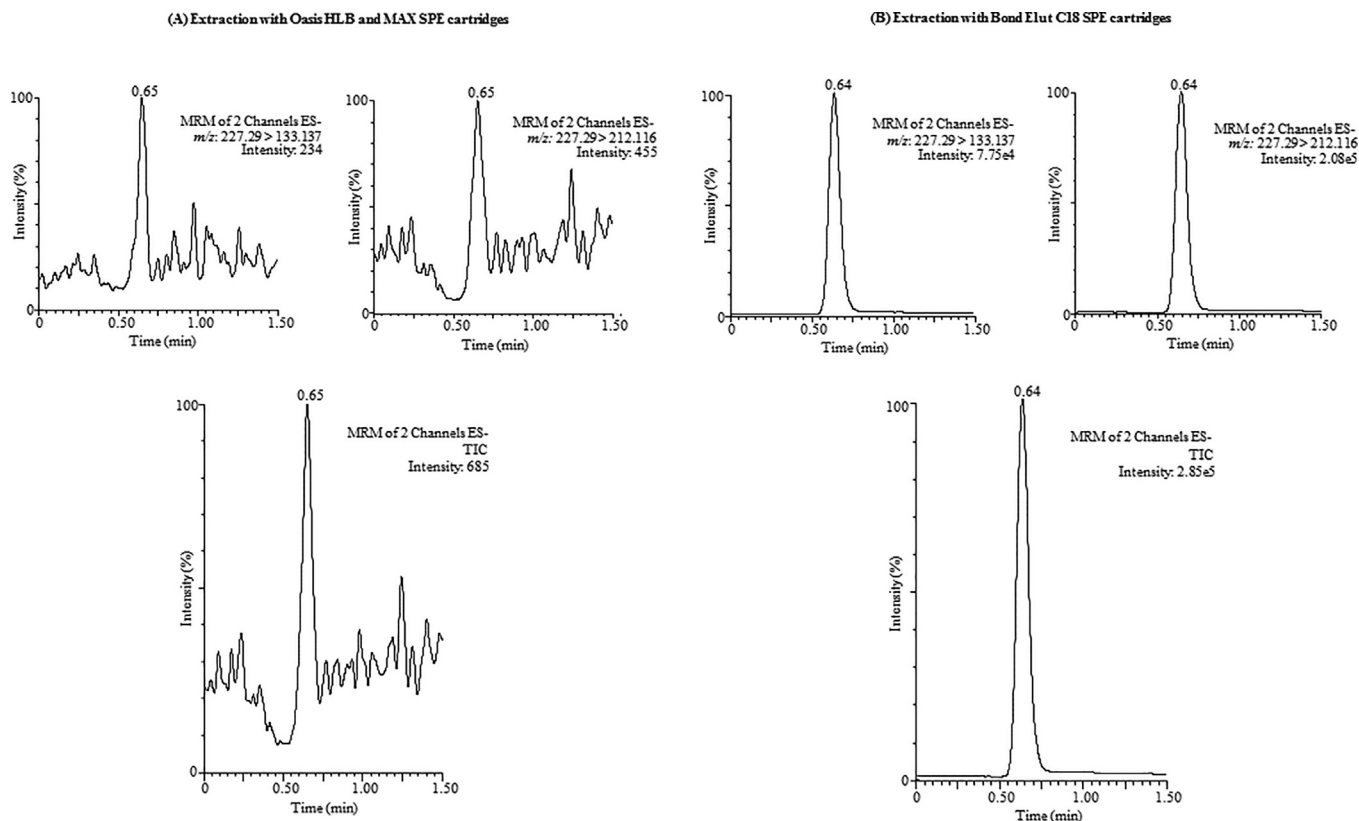 (A) Extraction with Oasis HLB and MAX SPE cartridges
(B) Extraction with Bond Elut C18 SPE cartridges
0.65
100
MRM of 2 Channels ES-
m/z: 227.29 > 133.137
Intensity: 234
Intensity (%)
0
0 0.50 1.00 1.50
Time (min)
0.65
100
MRM of 2 Channels ES-
m/z: 227.29 > 212.116
Intensity: 455
Intensity (%)
0
0 0.50 1.00 1.50
Time (min)
0.64
100
MRM of 2 Channels ES-
m/z: 227.29 > 133.137
Intensity: 7.75e4
Intensity (%)
0
0 0.50 1.00 1.50
Time (min)
0.64
100
MRM of 2 Channels ES-
m/z: 227.29 > 212.116
Intensity: 2.08e5
Intensity (%)
0
0 0.50 1.00 1.50
Time (min)
0.65
100
MRM of 2 Channels ES-
TIC
Intensity: 685
Intensity (%)
0
0 0.50 1.00 1.50
Time (min)
0.64
100
MRM of 2 Channels ES-
TIC
Intensity: 2.85e5
Intensity (%)
0
0 0.50 1.00 1.50
Time (min)